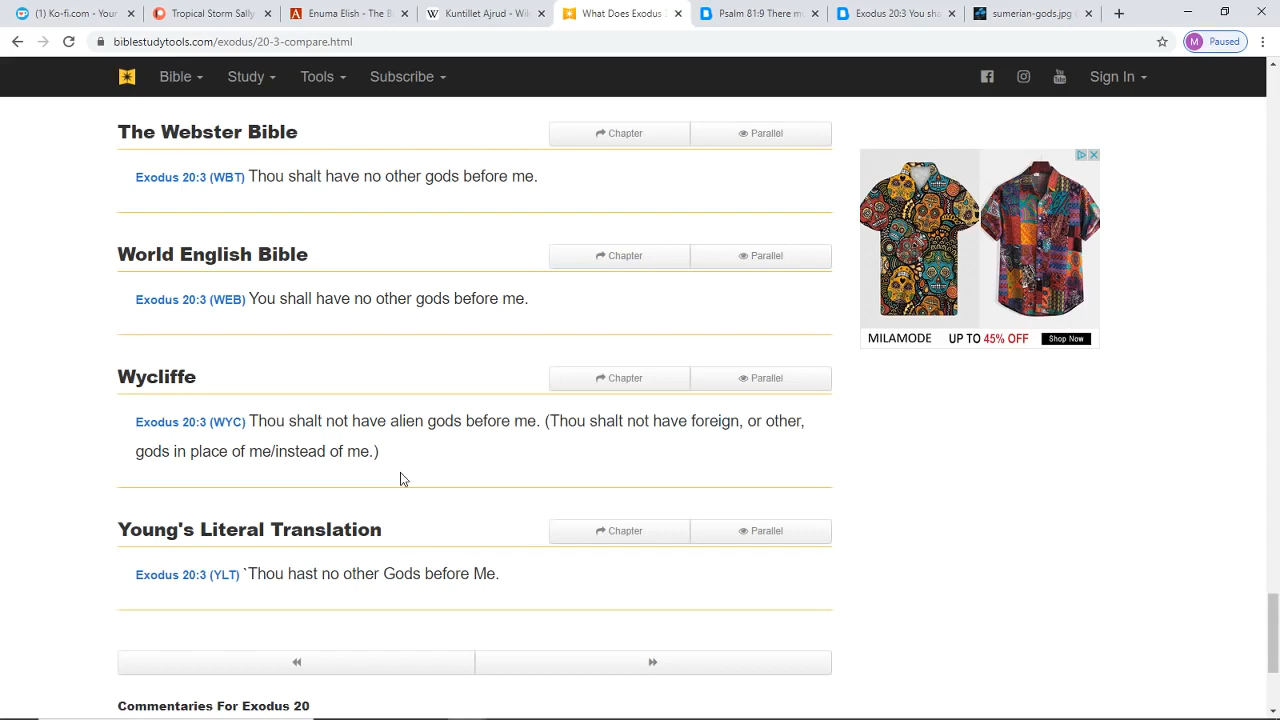 (1) Ko-fi.com - Your
Tropical Storm Sally
Enuma Elish - The B
Kuntillet Ajrud - Wik
What Does Exodus 2
Psalm 81:9 There m
Exodus 20:3 You sha
sumerian-gods.jpg (
biblestudytools.com/exodus/20-3-compare.html
M Paused
Bible Study Tools Subscribe Sign In
The Webster Bible Chapter Parallel
Exodus 20:3 (WBT) Thou shalt have no other gods before me.
World English Bible Chapter Parallel
Exodus 20:3 (WEB) You shall have no other gods before me.
Wycliffe Chapter Parallel
Exodus 20:3 (WYC) Thou shalt not have alien gods before me. (Thou shalt not have foreign, or other,
gods in place of me/instead of me.)
Young's Literal Translation Chapter Parallel
Exodus 20:3 (YLT) `Thou hast no other Gods before Me.
Commentaries For Exodus 20
MILAMODE UP TO 45% OFF Shop Now